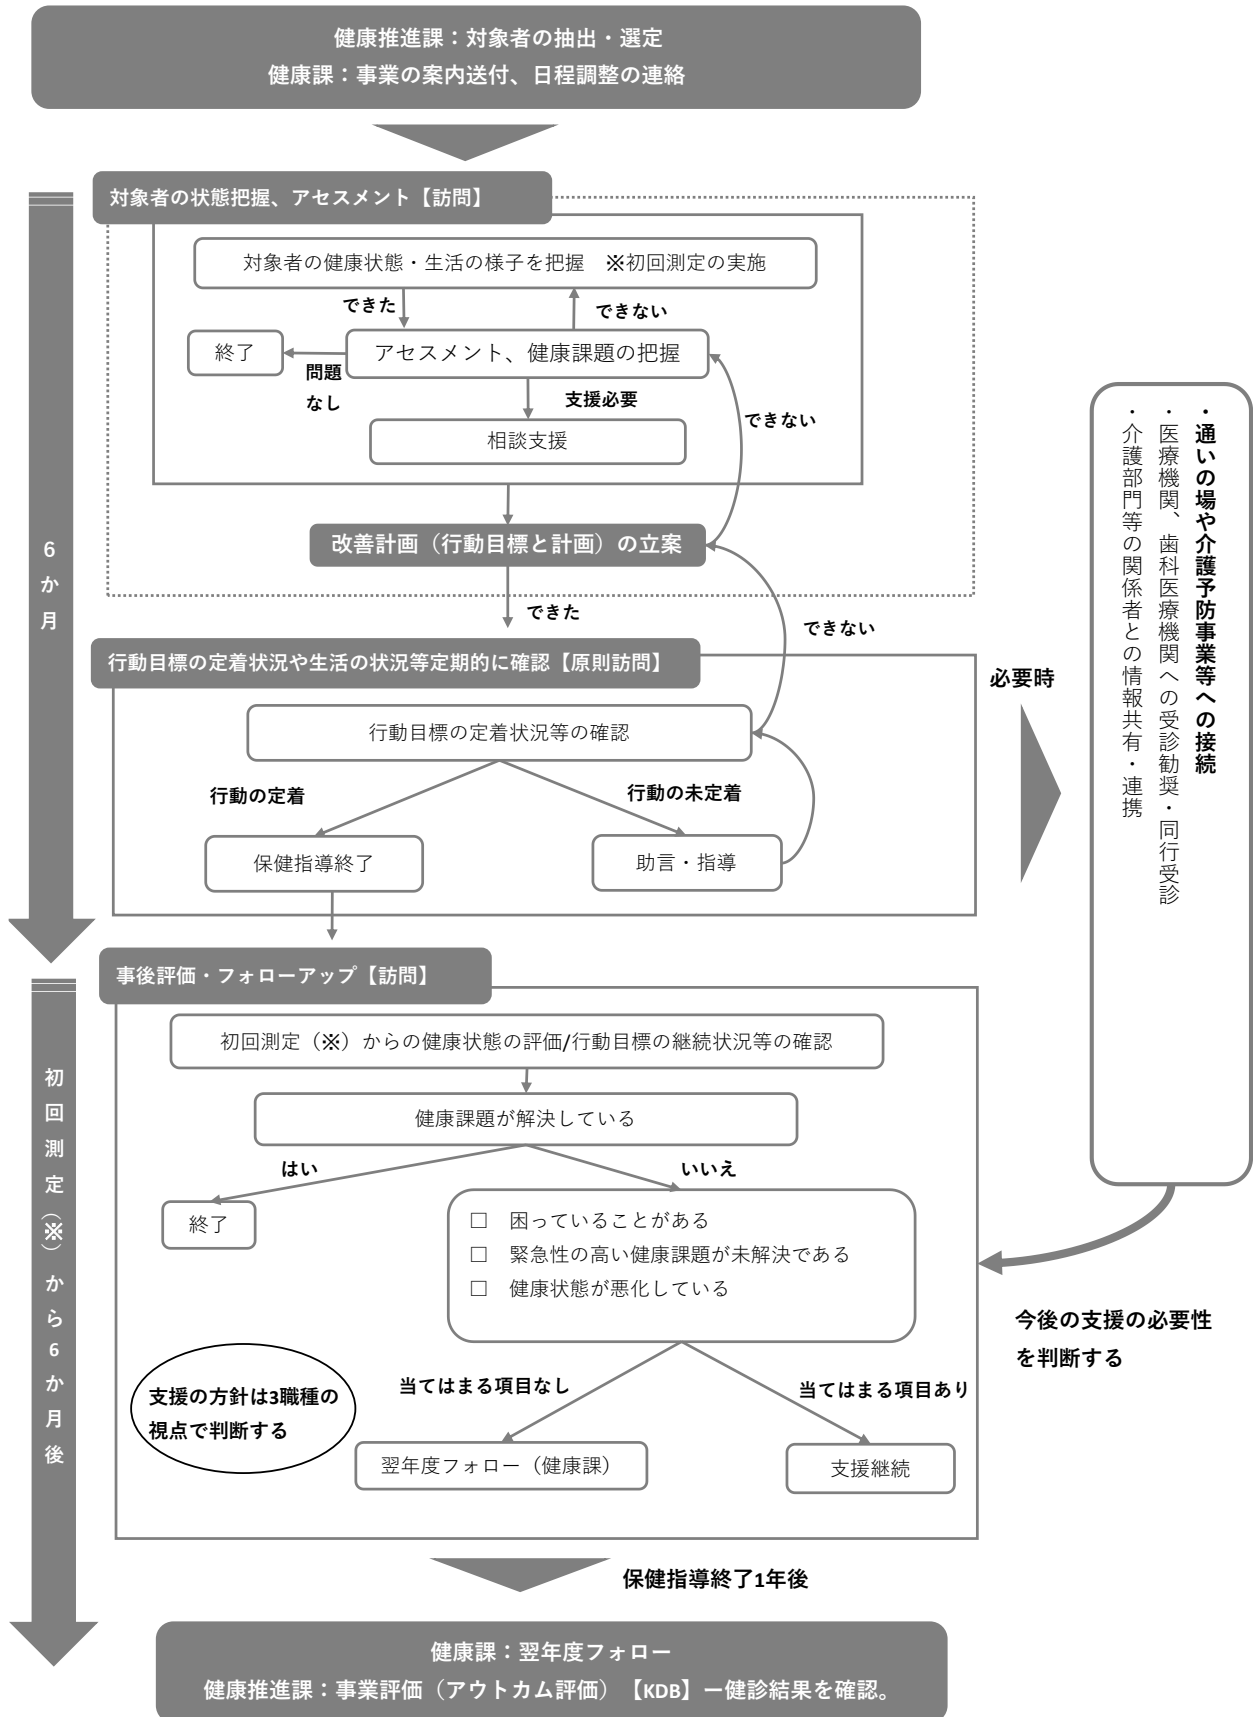 健康推進課：対象者の抽出・選定
健康課：事業の案内送付、日程調整の連絡
6か月
対象者の状態把握、アセスメント【訪問】
対象者の健康状態・生活の様子を把握　※初回測定の実施
できた
できない
終了
アセスメント、健康課題の把握
問題
なし
支援必要
できない
相談支援
改善計画（行動目標と計画）の立案
できた
できない
行動目標の定着状況や生活の状況等定期的に確認【原則訪問】
必要時
行動目標の定着状況等の確認
行動の定着
行動の未定着
保健指導終了
助言・指導
・通いの場や介護予防事業等への接続
・医療機関、歯科医療機関への受診勧奨・同行受診
・介護部門等の関係者との情報共有・連携
初回測定（※）から6か月後
事後評価・フォローアップ【訪問】
初回測定（※）からの健康状態の評価/行動目標の継続状況等の確認
健康課題が解決している
はい
いいえ
終了
□　困っていることがある
□　緊急性の高い健康課題が未解決である
□　健康状態が悪化している
今後の支援の必要性
を判断する
支援の方針は3職種の
視点で判断する
当てはまる項目なし
当てはまる項目あり
翌年度フォロー（健康課）
支援継続
保健指導終了1年後
健康課：翌年度フォロー
健康推進課：事業評価（アウトカム評価）【KDB】ー健診結果を確認。